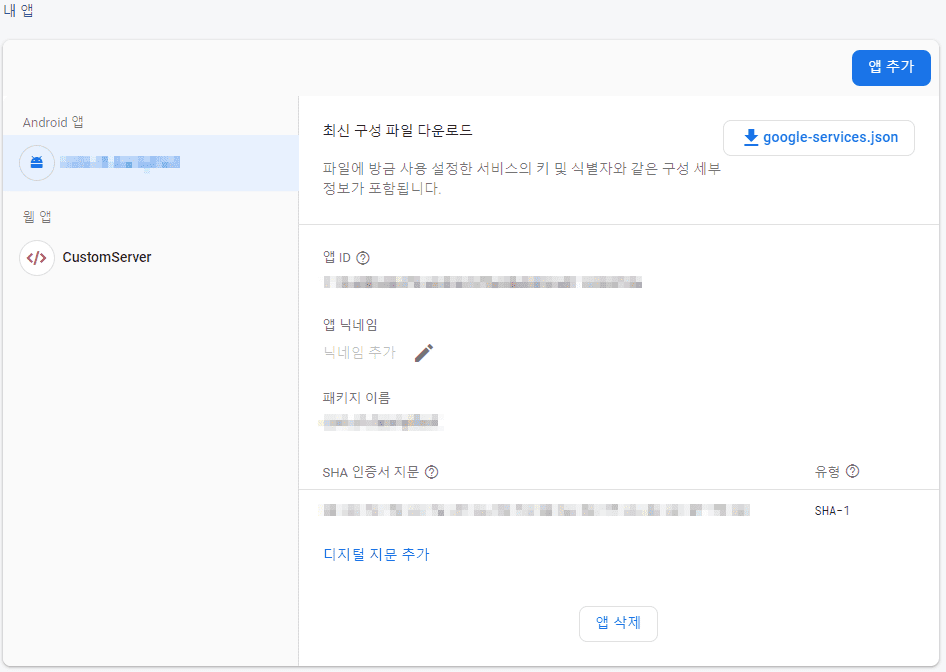 내 앱
앱 추가
Android 앱
웹 앱
CustomServer
최신 구성 파일 다운로드
google-services.json
파일에 방금 사용 설정한 서비스의 키 및 식별자와 같은 구성 세부
정보가 포함됩니다.
앱 ID
앱 닉네임
닉네임 추가
패키지 이름
SHA 인증서 지문
유형
SHA-1
디지털 지문 추가
앱 삭제